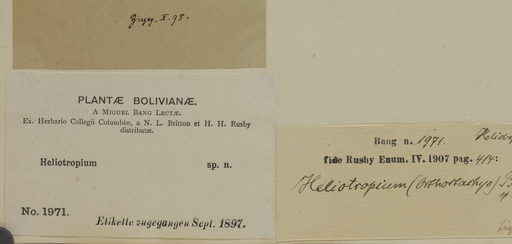 X. 95.
PLANTÆ BOLIVIANÆ.
A MIGUEL BANG LECTÆ.
Ex. Herbario Collegii Columbiæ, a N. L. Britton et H. H. Rusby
distributæ.
Heliotropium sp. n.
No. 1971.
Etikette zugegangen Sept. 1897.
Bang n. 1971.
fide Rusby Enum. IV. 1907 pag. 414:
Heliotropium (Orthostachys)